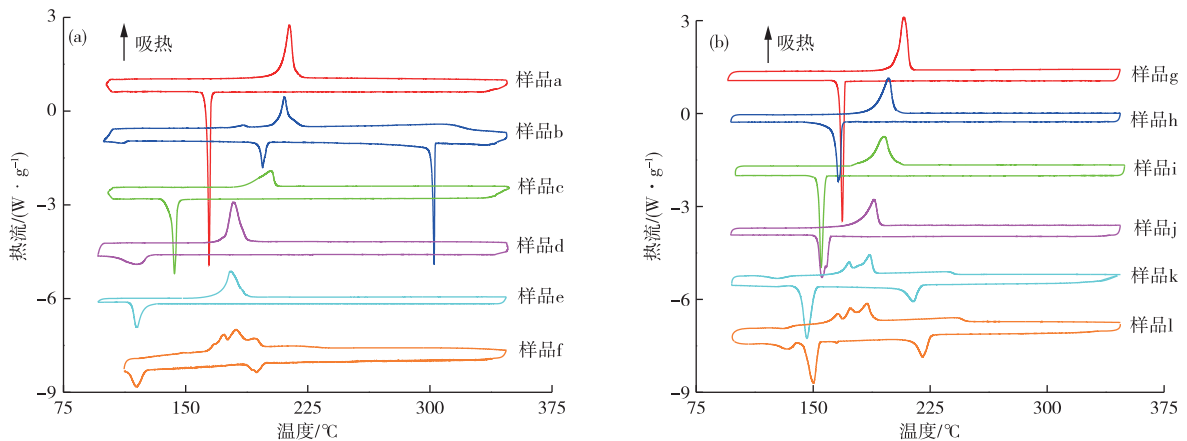 (a)
吸热
3
0
−3
−6
−9
热流/(W·g⁻¹)
样品a
样品b
样品c
样品d
样品e
样品f
75
150
225
300
375
温度/℃
(b)
吸热
3
0
−3
−6
−9
热流/(W·g⁻¹)
样品g
样品h
样品i
样品j
样品k
样品l
75
150
225
300
375
温度/℃